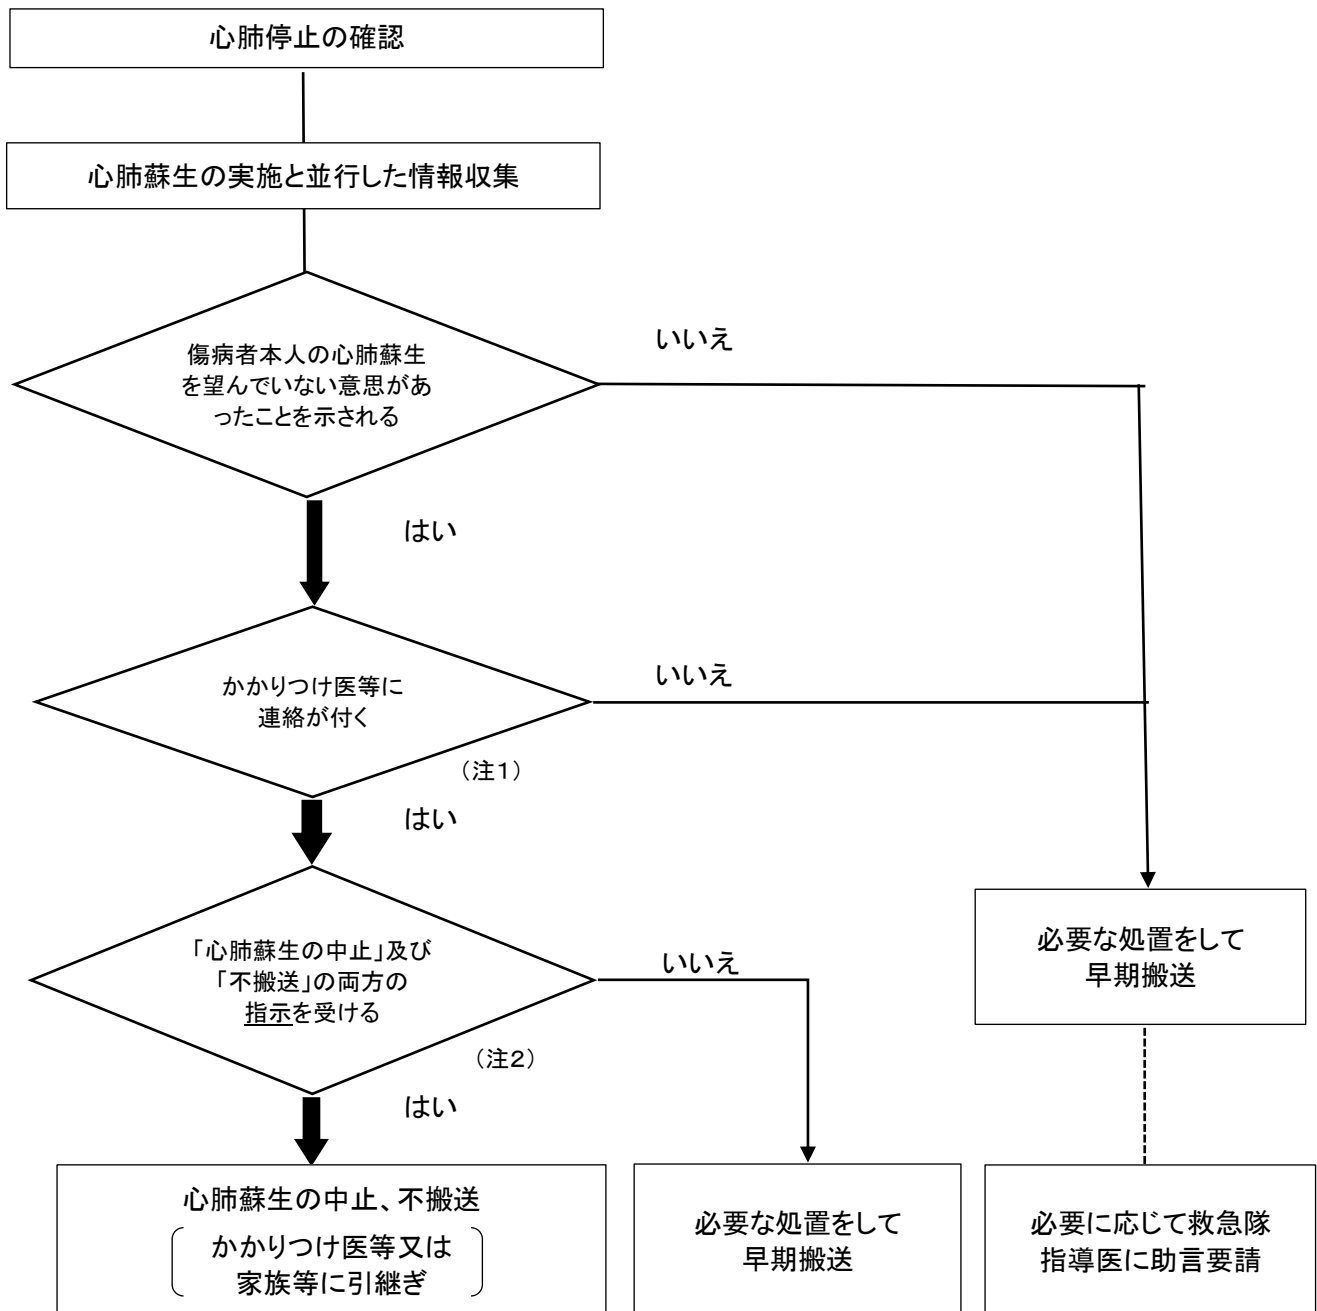 心肺停止の確認
心肺蘇生の実施と並行した情報収集
傷病者本人の心肺蘇生
を望んでいない意思があ
ったことを示される
いいえ
はい
かかりつけ医等に
連絡が付く
いいえ
(注1)
はい
「心肺蘇生の中止」及び
「不搬送」の両方の
指示を受ける
いいえ
(注2)
はい
必要な処置をして
早期搬送
心肺蘇生の中止、不搬送
かかりつけ医等又は
家族等に引継ぎ
必要な処置をして
早期搬送
必要に応じて救急隊
指導医に助言要請